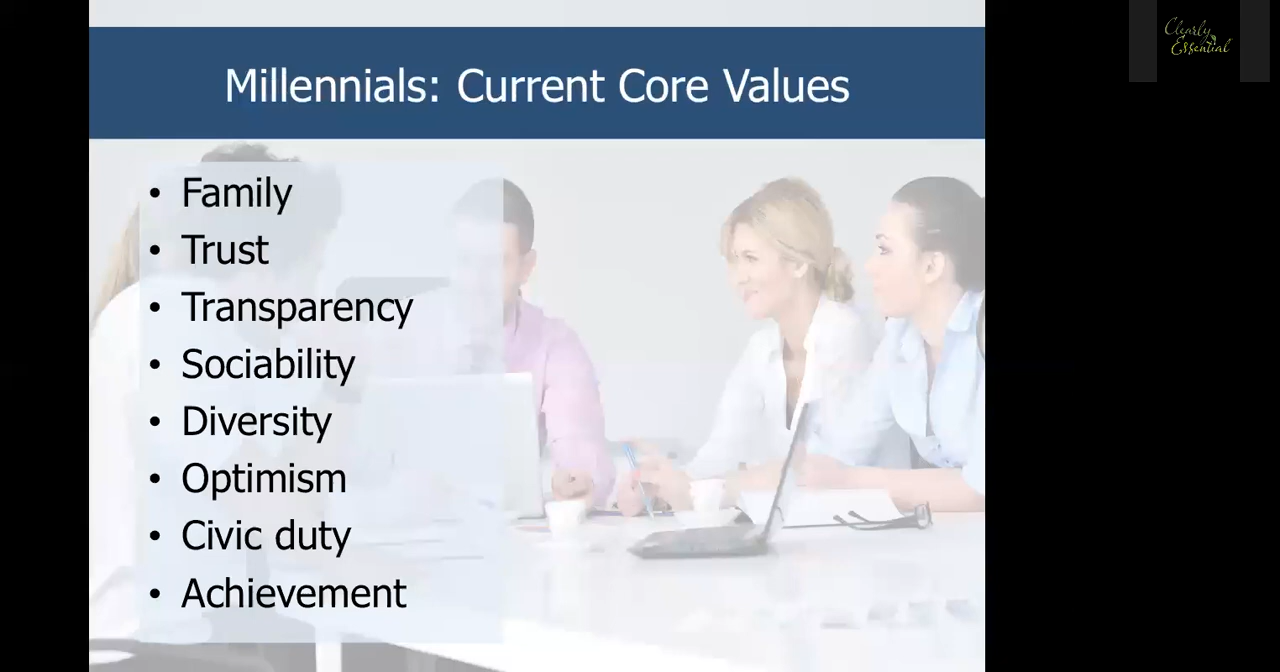 Clearly
Essential
Millennials: Current Core Values
• Family
• Trust
• Transparency
• Sociability
• Diversity
• Optimism
• Civic duty
• Achievement